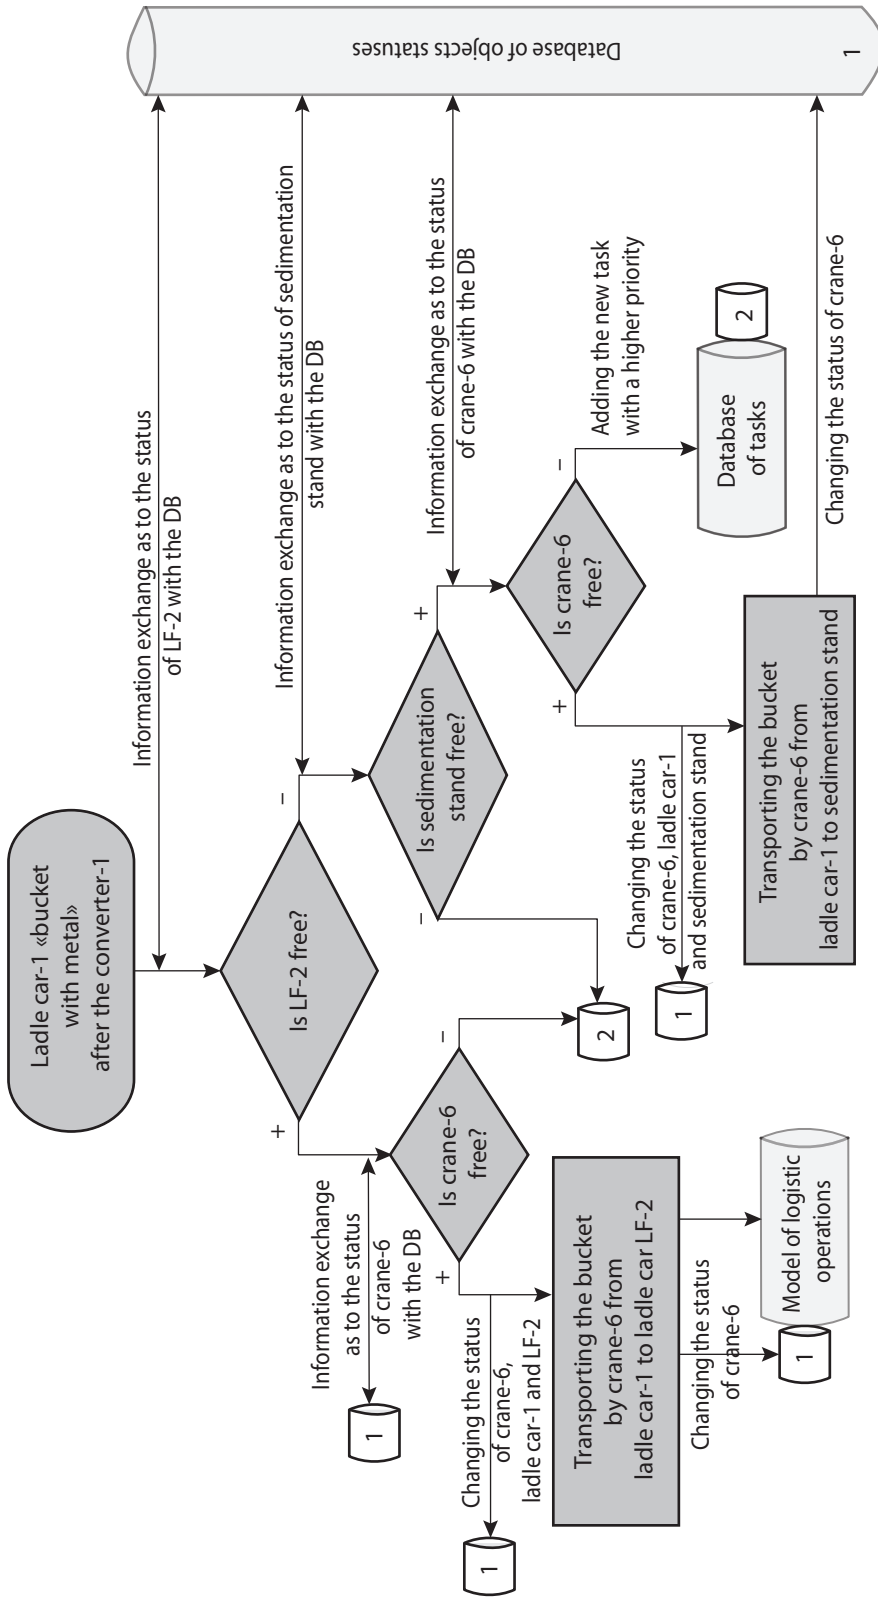 Ladle car-1 «bucket
with metal»
after the converter-1
Information exchange as to the status
of LF-2 with the DB
Database of objects statuses
1
Is LF-2 free?
+
–
Information exchange as to the status of sedimentation
stand with the DB
Information exchange
as to the status
of crane-6
with the DB
1
Is crane-6
free?
+
–
2
Is sedimentation
stand free?
–
+
Information exchange as to the status
of crane-6 with the DB
Is crane-6
free?
+
–
Adding the new task
with a higher priority
Database
of tasks
2
Changing the status
of crane-6,
ladle car-1 and LF-2
1
Changing the status
of crane-6, ladle car-1
and sedimentation stand
1
Transporting the bucket
by crane-6 from
ladle car-1 to ladle car LF-2
Transporting the bucket
by crane-6 from
ladle car-1 to sedimentation stand
Changing the status of crane-6
Changing the status
of crane-6
1
Model of logistic
operations